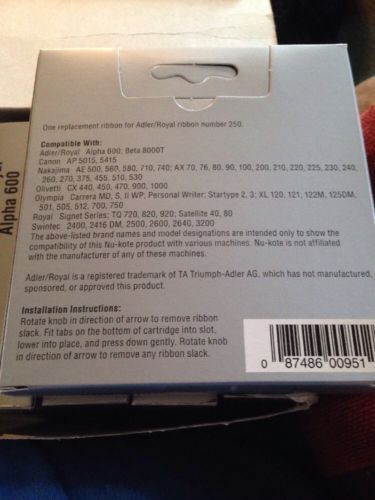 One replacement ribbon for Adler/Royal ribbon number 250.
Compatible With:
Adler/Royal Alpha 600: Beta 8000T
Canon AP 5015, 5415
Nakajima AE 500, 560, 580, 710, 740; AX 70, 76, 80, 90, 100, 200, 210, 220, 225, 230, 240,
260, 270, 375, 455, 510, 530
Olivetti CX 440, 450, 470, 900, 1000
Olympia Carrera MD, S, II WP, Personal Writer; Startype 2, 3; XL 120, 121, 122M, 125DM,
501, 505, 512, 700, 750
Royal Signet Series: TQ 720, 820, 920; Satellite 40, 80
Swintec 2400, 2416 DM, 2500, 2600, 2640, 3200
The above-listed brand names and model designations are intended only to show the
compatibility of this Nu-kote product with various machines. Nu-kote is not affiliated
with the manufacturer of any of these machines.
Adler/Royal is a registered trademark of TA Triumph-Adler AG, which has not manufactured,
sponsored, or approved this product.
Installation Instructions:
Rotate knob in direction of arrow to remove ribbon
slack. Fit tabs on bottom of cartridge into slot,
lower into place, and press down gently. Rotate knob
in direction of arrow to remove any ribbon slack.
0 87486 00951
Alpha 600